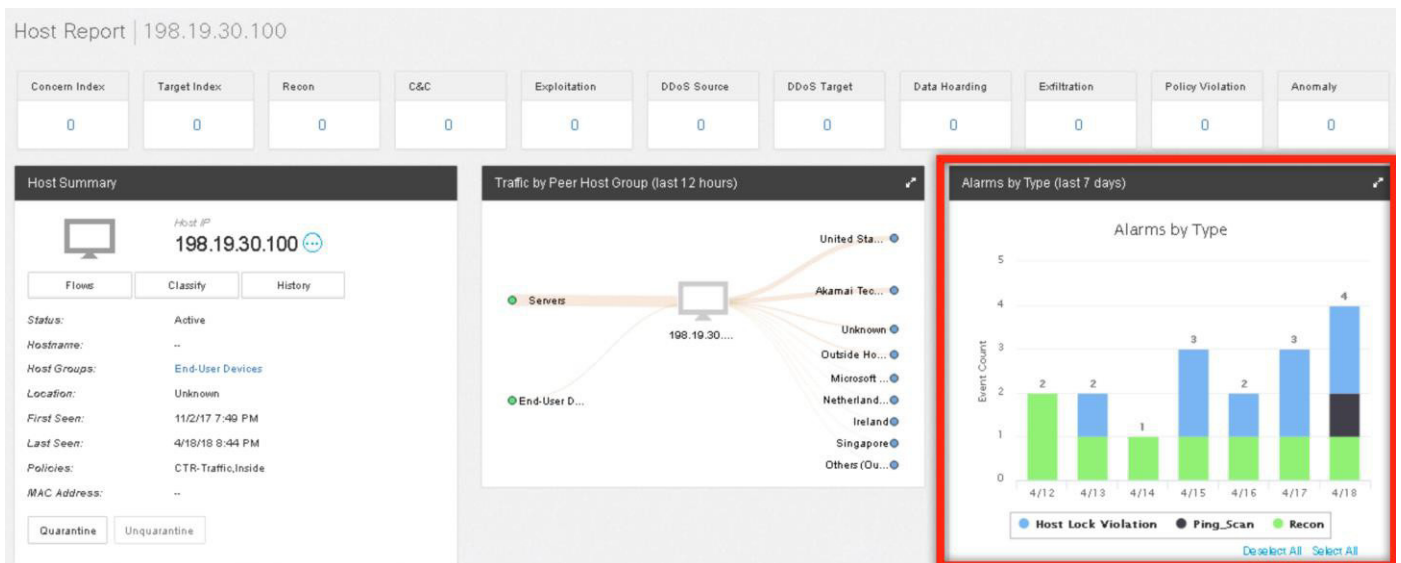 Host Report | 198.19.30.100
Concern Index Target Index Recon C&C Exploitation DDoS Source DDoS Target Data Hoarding Exfiltration Policy Violation Anomaly
0 0 0 0 0 0 0 0 0 0 0
Host Summary
Host IP
198.19.30.100
Flows Classify History
Status: Active
Hostname: --
Host Groups: End-User Devices
Location: Unknown
First Seen: 11/2/17 7:49 PM
Last Seen: 4/18/18 8:44 PM
Policies: CTR-Traffic,Inside
MAC Address: --
Quarantine Unquarantine
Traffic by Peer Host Group (last 12 hours)
Servers
End-User D...
198.19.30....
United Sta...
Akamai Tec...
Unknown
Outside Ho...
Microsoft ...
Netherland...
Ireland
Singapore
Others (Ou...
Alarms by Type (last 7 days)
Alarms by Type
Event Count
5
4
3
2
1
0
2 2 1 3 2 3 4
4/12 4/13 4/14 4/15 4/16 4/17 4/18
Host Lock Violation Ping_Scan Recon
Deselect All Select All